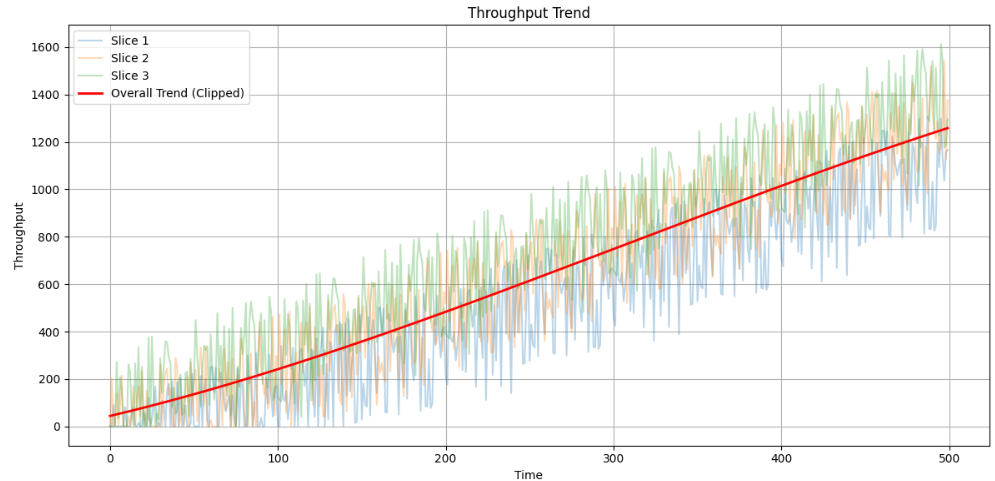 Throughput Trend
Slice 1
Slice 2
Slice 3
Overall Trend (Clipped)
Throughput
1600
1400
1200
1000
800
600
400
200
0
0 100 200 300 400 500
Time